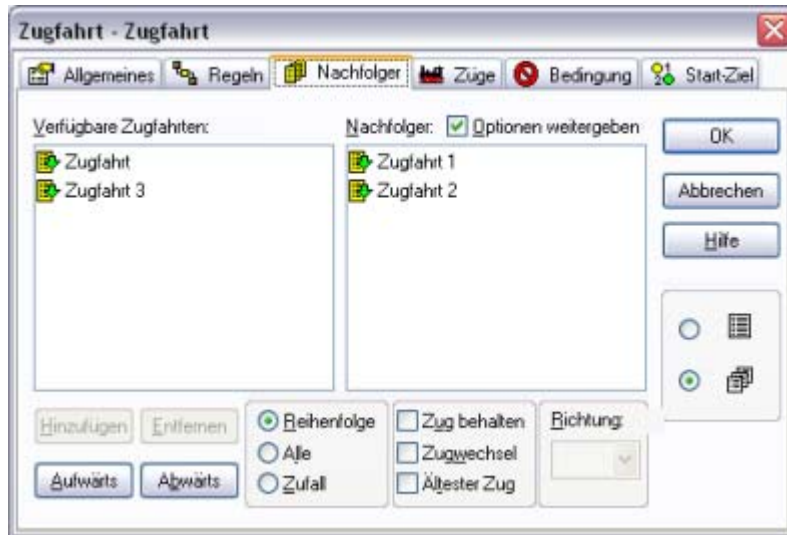 Zugfahrt - Zugfahrt
Allgemeines Regeln Nachfolger Züge Bedingung Start-Ziel
Verfügbare Zugfahrten: Nachfolger: Optionen weitergeben OK
Zugfahrt Zugfahrt 1
Zugfahrt 3 Zugfahrt 2
Abbrechen
Hilfe
Hinzufügen Entfernen Reihenfolge Zug behalten Richtung:
Alle Zugwechsel
Aufwärts Abwärts Zufall Ältester Zug